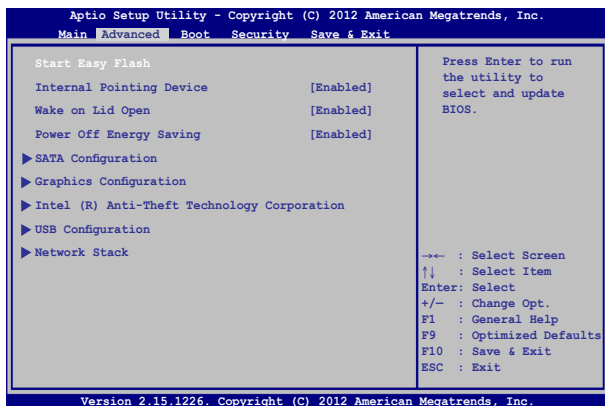 Aptio Setup Utility - Copyright (C) 2012 American Megatrends, Inc.
Main Advanced Boot Security Save & Exit
Start Easy Flash
Internal Pointing Device [Enabled]
Wake on Lid Open [Enabled]
Power Off Energy Saving [Enabled]
SATA Configuration
Graphics Configuration
Intel (R) Anti-Theft Technology Corporation
USB Configuration
Network Stack
Press Enter to run
the utility to
select and update
BIOS.
→← : Select Screen
↑↓ : Select Item
Enter: Select
+/— : Change Opt.
F1 : General Help
F9 : Optimized Defaults
F10 : Save & Exit
ESC : Exit
Version 2.15.1226. Copyright (C) 2012 American Megatrends, Inc.